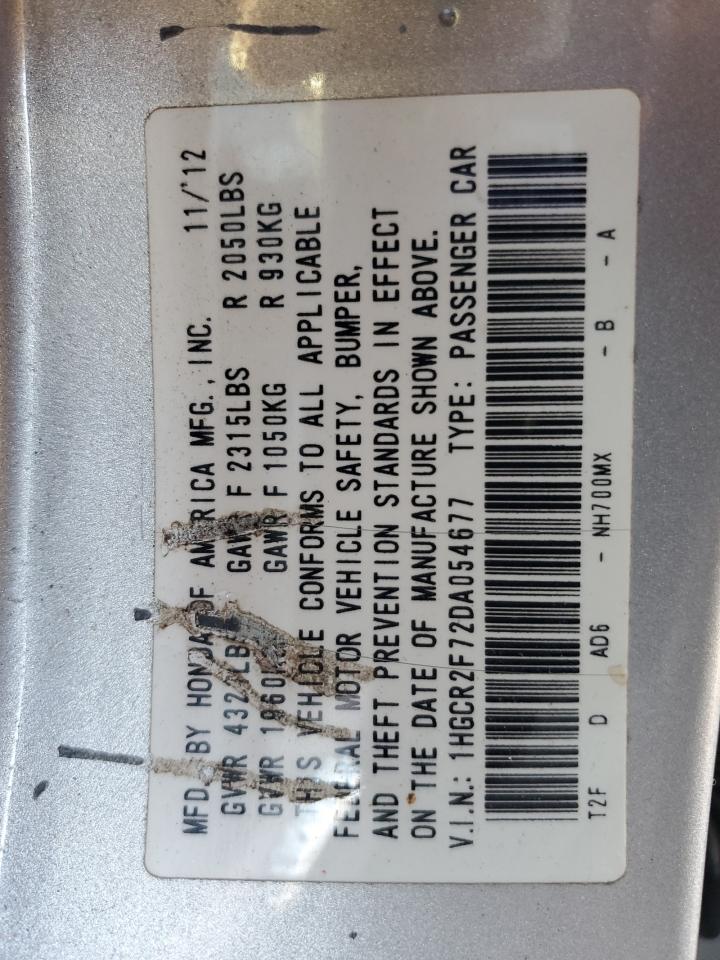 MFD. BY HONDA OF AMERICA MFG., INC. 11/'12
GVWR LBS GAWR F 2315LBS R 2050LBS
GVWR GAWR F 1050KG R 930KG
THIS VEHICLE CONFORMS TO ALL APPLICABLE
FEDERAL MOTOR VEHICLE SAFETY, BUMPER,
AND THEFT PREVENTION STANDARDS IN EFFECT
ON THE DATE OF MANUFACTURE SHOWN ABOVE.
V.I.N.: 1HGCR2F72DA054677 TYPE: PASSENGER CAR
T2F D AD6 - NH700MX - B - A